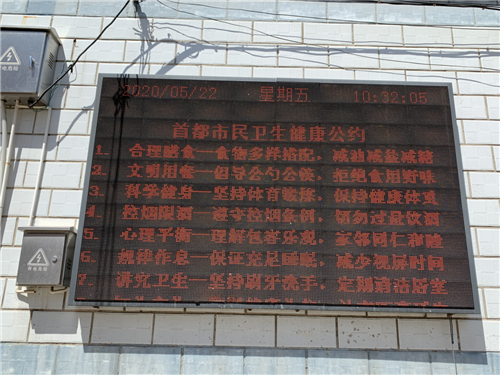 2020/05/22 星期五 10:32:05
首都市民卫生健康公约
1. 合理膳食—食物多样搭配，减油减盐减糖
2. 文明用餐—倡导公勺公筷，拒绝食用野味
3. 科学健身—坚持体育锻炼，保持健康体重
4. 控烟限酒—遵守控烟条例，切勿过量饮酒
5. 心理平衡—理解包容乐观，家邻同仁和睦
6. 规律作息—保证充足睡眠，减少视屏时间
7. 讲究卫生—坚持刷牙洗手，定期清洁居室